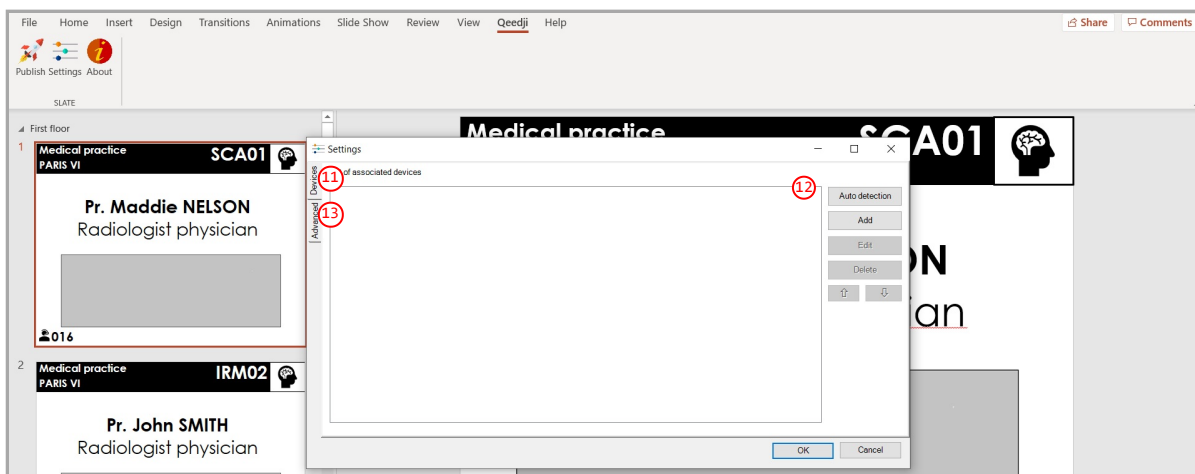 File Home Insert Design Transitions Animations Slide Show Review View Qeedji Help Share Comments
Publish Settings About
SLATE
First floor
1
Medical practice
PARIS VI
SCA01
Pr. Maddie NELSON
Radiologist physician
016
2
Medical practice
PARIS VI
IRM02
Pr. John SMITH
Radiologist physician
Medical practice
SCA01
ON
ian
Settings
Devices
Advanced
11
of associated devices
12
13
Auto detection
Add
Edit
Delete
OK Cancel